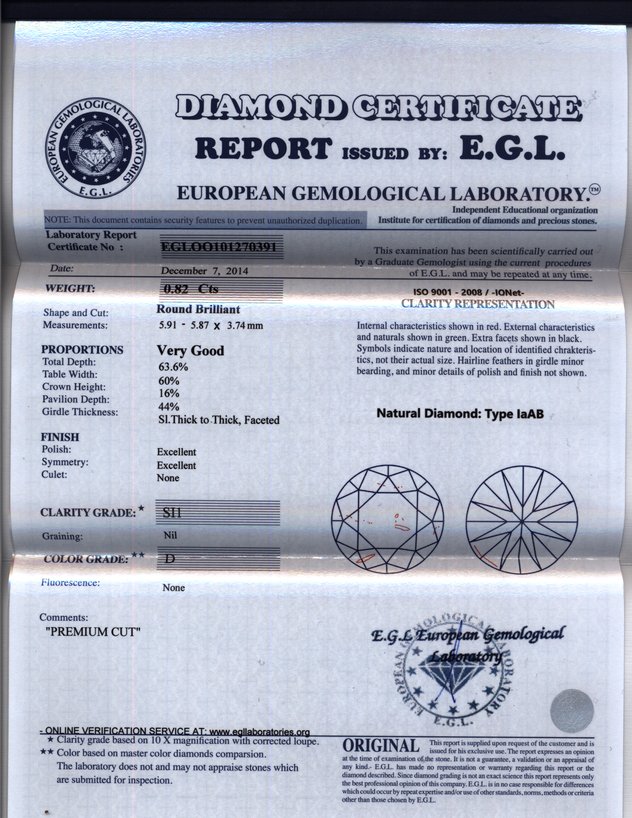 EUROPEAN GEMOLOGICAL LABORATORIES
E.G.L.
DIAMOND CERTIFICATE
REPORT ISSUED BY: E.G.L.
EUROPEAN GEMOLOGICAL LABORATORY.™
Independent Educational organization
NOTE: This document contains security features to prevent unauthorized duplication.
Institute for certification of diamonds and precious stones.
Laboratory Report
Certificate No : EGLOO101270391
This examination has been scientifically carried out
by a Graduate Gemologist using the current procedures
of E.G.L. and may be repeated at any time.
Date: December 7, 2014
WEIGHT: 0.82 Cts
ISO 9001 - 2008 / -IQNet-
CLARITY REPRESENTATION
Shape and Cut: Round Brilliant
Measurements: 5.91 - 5.87 x 3.74 mm
Internal characteristics shown in red. External characteristics
and naturals shown in green. Extra facets shown in black.
Symbols indicate nature and location of identified chrakteris-
tics, not their actual size. Hairline feathers in girdle minor
bearding, and minor details of polish and finish not shown.
PROPORTIONS Very Good
Total Depth: 63.6%
Table Width: 60%
Crown Height: 16%
Pavilion Depth: 44%
Girdle Thickness: Sl.Thick to Thick, Faceted
Natural Diamond: Type IaAB
FINISH
Polish: Excellent
Symmetry: Excellent
Culet: None
CLARITY GRADE: ★ SI1
Graining: Nil
COLOR GRADE: ★★ D
Fluorescence: None
Comments:
"PREMIUM CUT"
E.G.L European Gemological
Laboratory
EUROPEAN GEMOLOGICAL LABORATORY
E.G.L.
- ONLINE VERIFICATION SERVICE AT: www.egllaboratories.org
★ Clarity grade based on 10 X magnification with corrected loupe.
★★ Color based on master color diamonds comparsion.
The laboratory does not and may not appraise stones which
are submitted for inspection.
ORIGINAL This report is supplied upon request of the customer and is
issued for his exclusive use. The report expresses an opinion
at the time of examination of,the stone. It is not a guarantee, a validation or an appraisal
of any kind.- E.G.L. has made no representation or warranty regarding this report or the
diamond described. Since diamond grading is not an exact science this report represents only
the best professional opinion of this company. E.G.L. is in no case responsible for differences
which could occur by repeat expertise and/or use of other standards, norms, methods or criteria
other than those chosen by E.G.L.